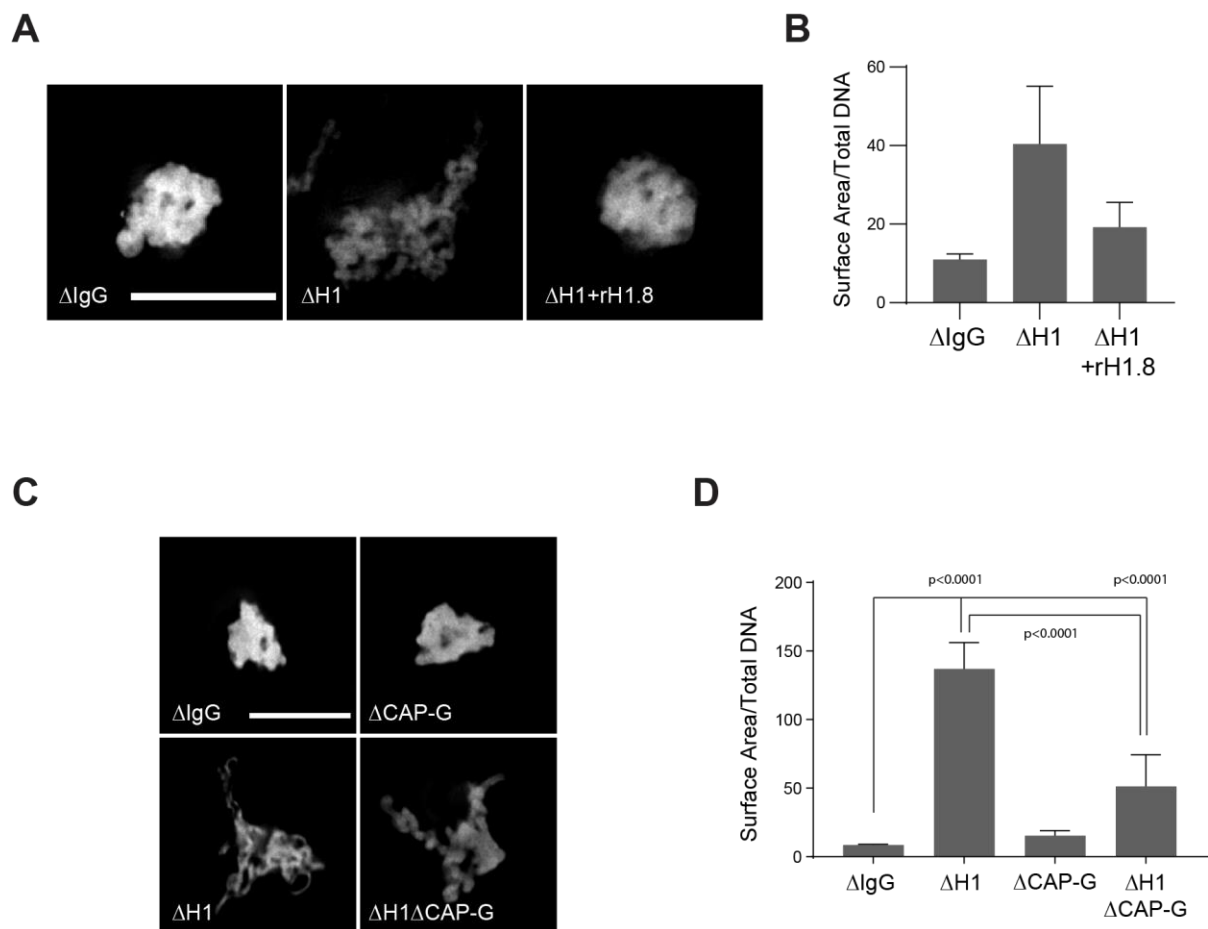 A
ΔIgG
ΔH1
ΔH1+rH1.8
B
Surface Area/Total DNA
60
40
20
0
ΔIgG
ΔH1
ΔH1
+rH1.8
C
ΔIgG
ΔCAP-G
ΔH1
ΔH1ΔCAP-G
D
Surface Area/Total DNA
200
150
100
50
0
p<0.0001
p<0.0001
p<0.0001
ΔIgG
ΔH1
ΔCAP-G
ΔH1
ΔCAP-G